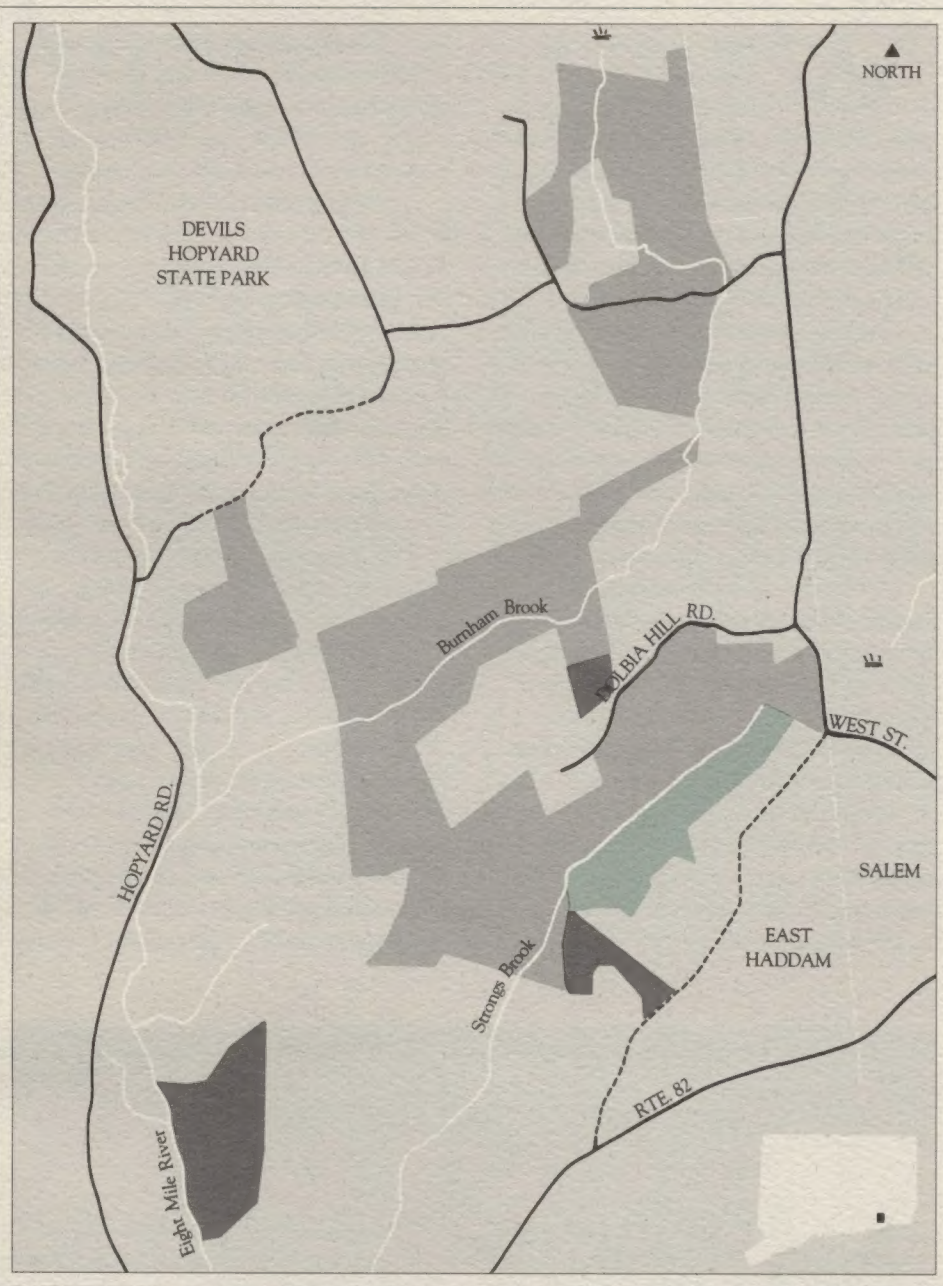 NORTH
DEVILS
HOPYARD
STATE PARK
Burnham Brook
DOLBIA HILL RD.
WEST ST.
HOPYARD RD.
SALEM
EAST
HADDAM
Strongs Brook
RTE. 82
Eight Mile River